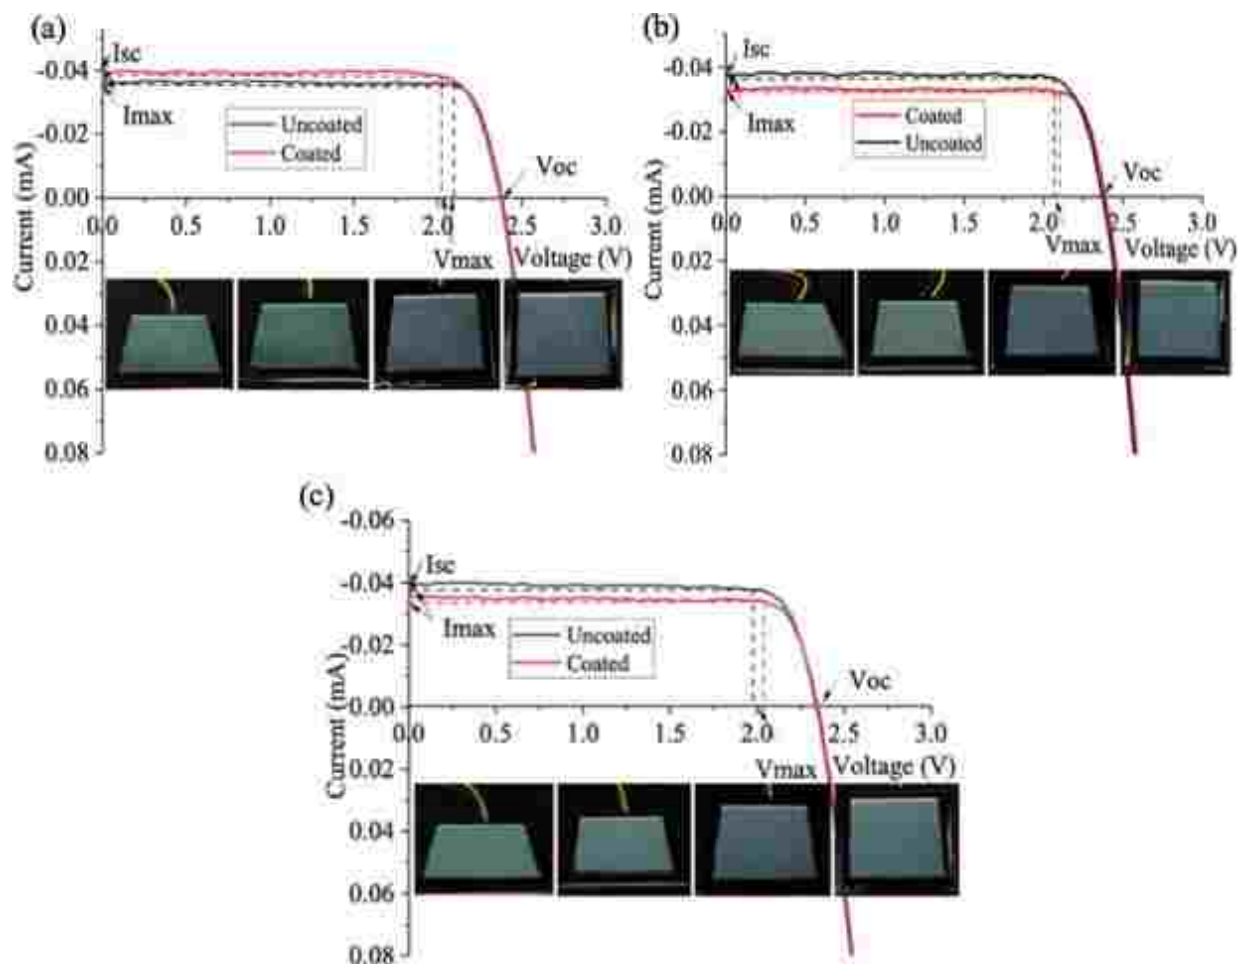 (a)
Isc
-0.04
Imax
-0.02
Uncoated
Coated
Voc
0.00
0.0 0.5 1.0 1.5 2.0 2.5 3.0
Vmax Voltage (V)
0.02
0.04
0.06
0.08
Current (mA)
(b)
Isc
-0.04
Imax
-0.02
Coated
Uncoated
Voc
0.00
0.0 0.5 1.0 1.5 2.0 2.5 3.0
Vmax Voltage (V)
0.02
0.04
0.06
0.08
Current (mA)
(c)
-0.06
Isc
-0.04
Imax
-0.02
Uncoated
Coated
Voc
0.00
0.0 0.5 1.0 1.5 2.0 2.5 3.0
Vmax Voltage (V)
0.02
0.04
0.06
0.08
Current (mA)